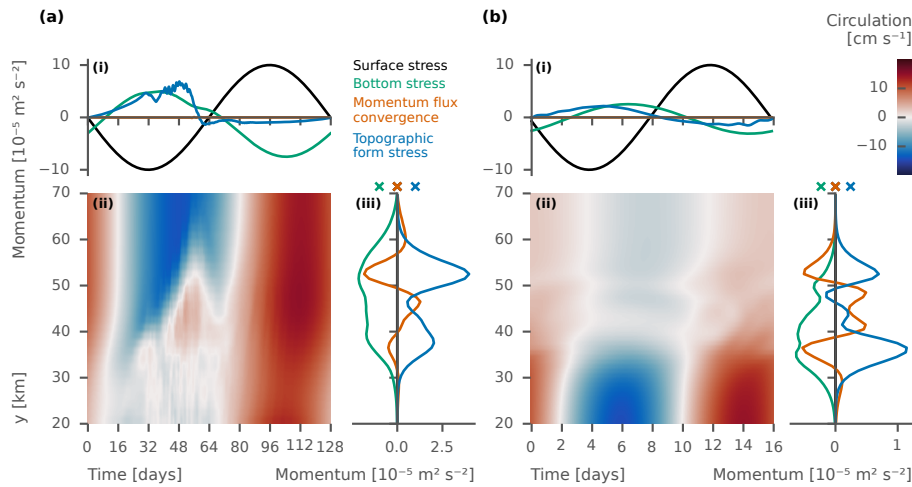 (a)
(b)
Circulation
[cm s⁻¹]
10
0
−10
Momentum [10⁻⁵ m² s⁻²]
10
0
−10
(i)
Surface stress
Bottom stress
Momentum flux
convergence
Topographic
form stress
(i)
70
60
50
40
30
20
y [km]
(ii)
(iii)
(ii)
(iii)
0 16 32 48 64 80 96 112 128
Time [days]
0.0 2.5
Momentum [10⁻⁵ m² s⁻²]
0 2 4 6 8 10 12 14 16
Time [days]
0 1
Momentum [10⁻⁵ m² s⁻²]